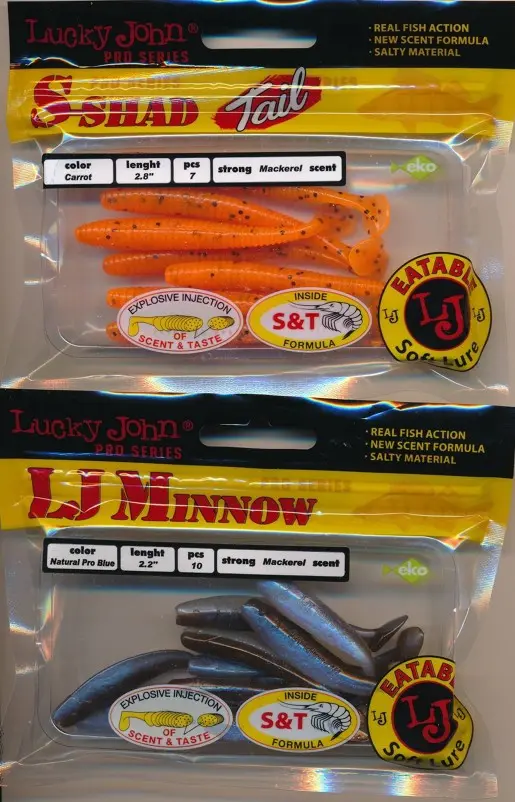 Lucky John®
PRO SERIES
· REAL FISH ACTION
· NEW SCENT FORMULA
· SALTY MATERIAL
S-SHAD Tail
color
Carrot
lenght
2.8"
pcs
7
strong Mackerel scent
eko
EXPLOSIVE INJECTION
OF
SCENT & TASTE
INSIDE
S&T
FORMULA
EATABLE
LJ LJ LJ
Soft Lure
Lucky John®
PRO SERIES
· REAL FISH ACTION
· NEW SCENT FORMULA
· SALTY MATERIAL
LJ MINNOW
color
Natural Pro Blue
lenght
2.2"
pcs
10
strong Mackerel scent
eko
EXPLOSIVE INJECTION
OF
SCENT & TASTE
INSIDE
S&T
FORMULA
EATAB
LJ LJ
Soft Lure